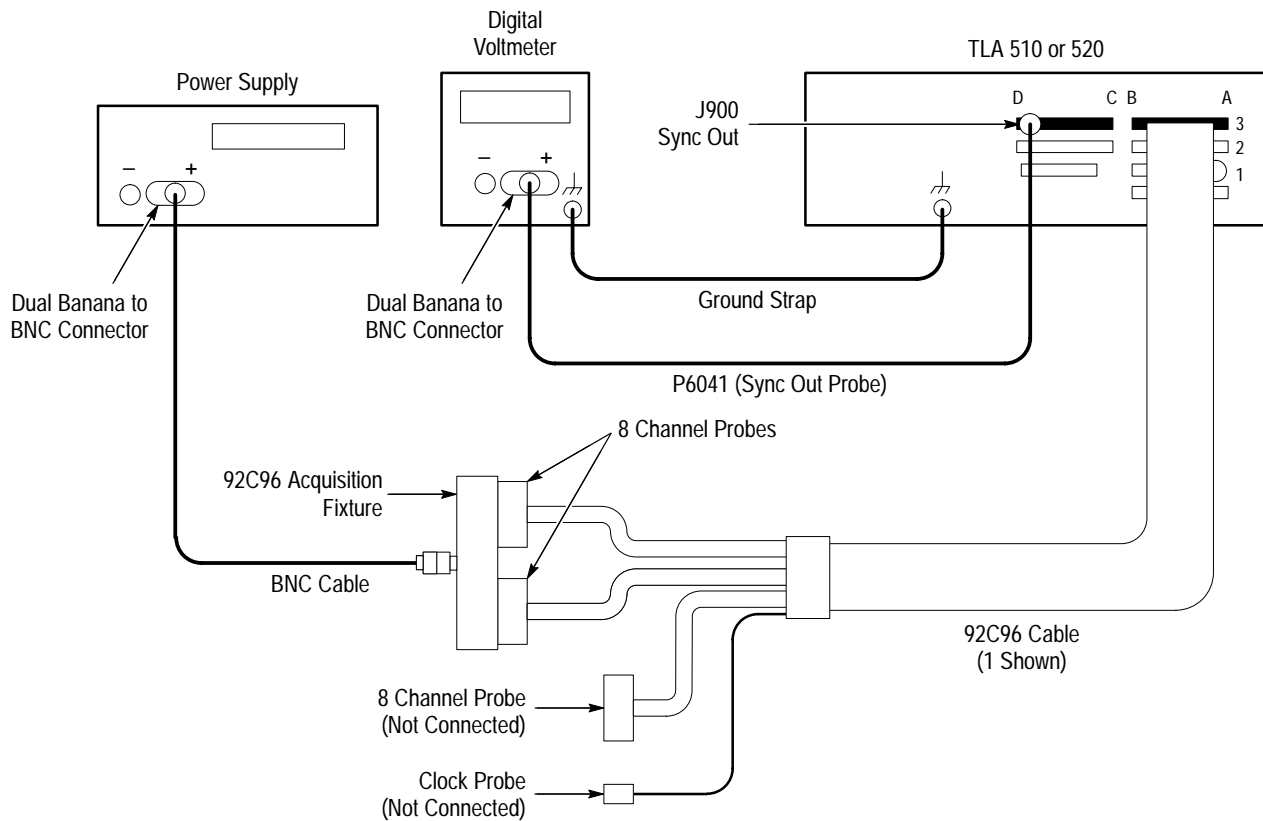 Digital
Voltmeter
TLA 510 or 520
Power Supply
J900
Sync Out
D
C
B
A
3
2
1
–
+
–
+
Dual Banana to
BNC Connector
Dual Banana to
BNC Connector
Ground Strap
P6041 (Sync Out Probe)
8 Channel Probes
92C96 Acquisition
Fixture
BNC Cable
92C96 Cable
(1 Shown)
8 Channel Probe
(Not Connected)
Clock Probe
(Not Connected)